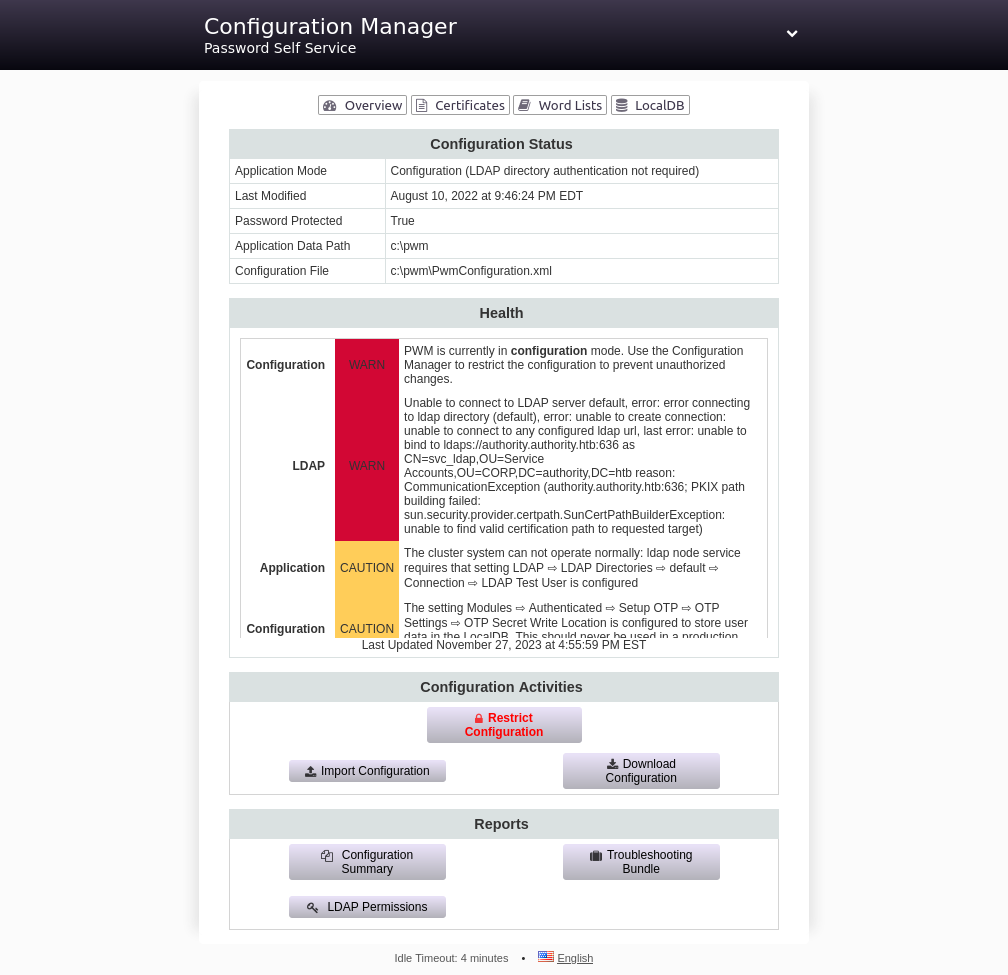 Configuration Manager
Password Self Service
Overview Certificates Word Lists LocalDB
Configuration Status
Application Mode Configuration (LDAP directory authentication not required)
Last Modified August 10, 2022 at 9:46:24 PM EDT
Password Protected True
Application Data Path c:\pwm
Configuration File c:\pwm\PwmConfiguration.xml
Health
PWM is currently in configuration mode. Use the Configuration
Configuration WARN Manager to restrict the configuration to prevent unauthorized
changes.
Unable to connect to LDAP server default, error: error connecting
to ldap directory (default), error: unable to create connection:
unable to connect to any configured ldap url, last error: unable to
bind to ldaps://authority.authority.htb:636 as
CN=svc_ldap,OU=Service
LDAP WARN Accounts,OU=CORP,DC=authority,DC=htb reason:
CommunicationException (authority.authority.htb:636; PKIX path
building failed:
sun.security.provider.certpath.SunCertPathBuilderException:
unable to find valid certification path to requested target)
The cluster system can not operate normally: ldap node service
Application CAUTION requires that setting LDAP ⇨ LDAP Directories ⇨ default ⇨
Connection ⇨ LDAP Test User is configured
The setting Modules ⇨ Authenticated ⇨ Setup OTP ⇨ OTP
Configuration CAUTION Settings ⇨ OTP Secret Write Location is configured to store user
data in the LocalDB. This should never be used in a production
Last Updated November 27, 2023 at 4:55:59 PM EST
Configuration Activities
Restrict
Configuration
Import Configuration Download
Configuration
Reports
Configuration
Summary
Troubleshooting
Bundle
LDAP Permissions
Idle Timeout: 4 minutes • English